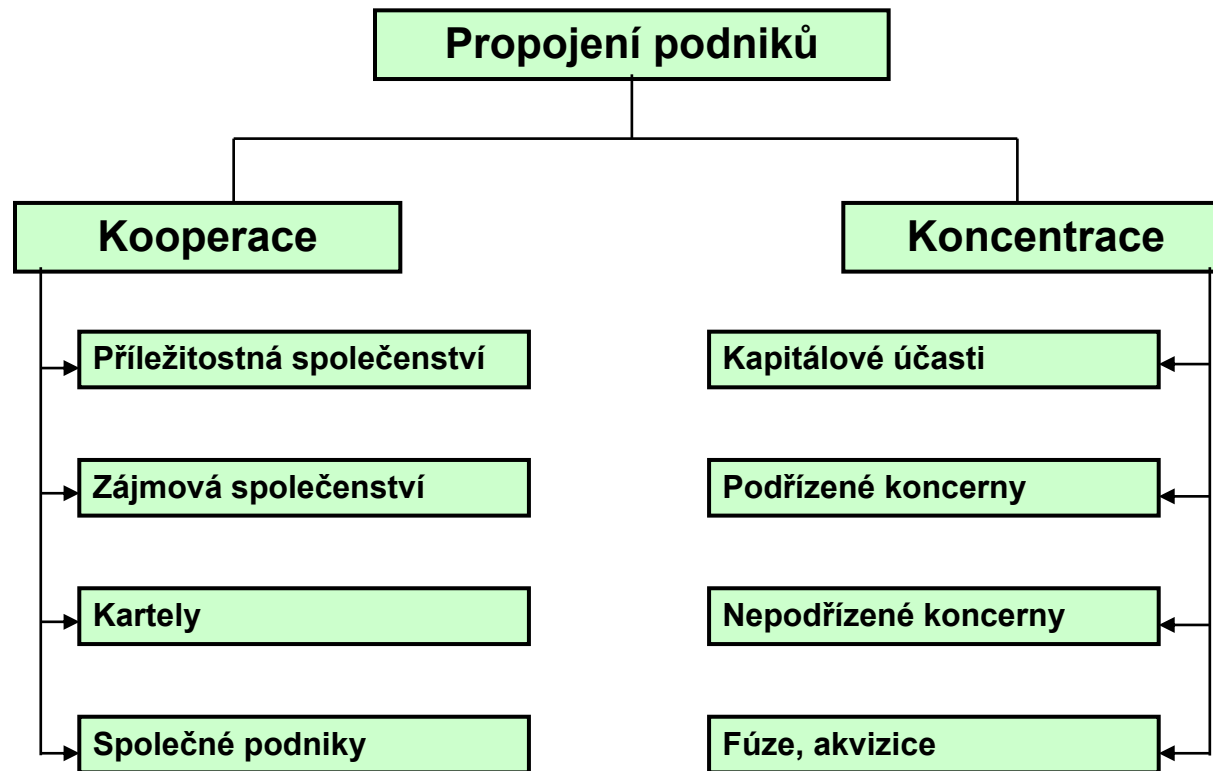 Propojení podniků
Kooperace
Koncentrace
Příležitostná společenství
Kapitálové účasti
Zájmová společenství
Podřízené koncerny
Kartely
Nepodřízené koncerny
Společné podniky
Fúze, akvizice